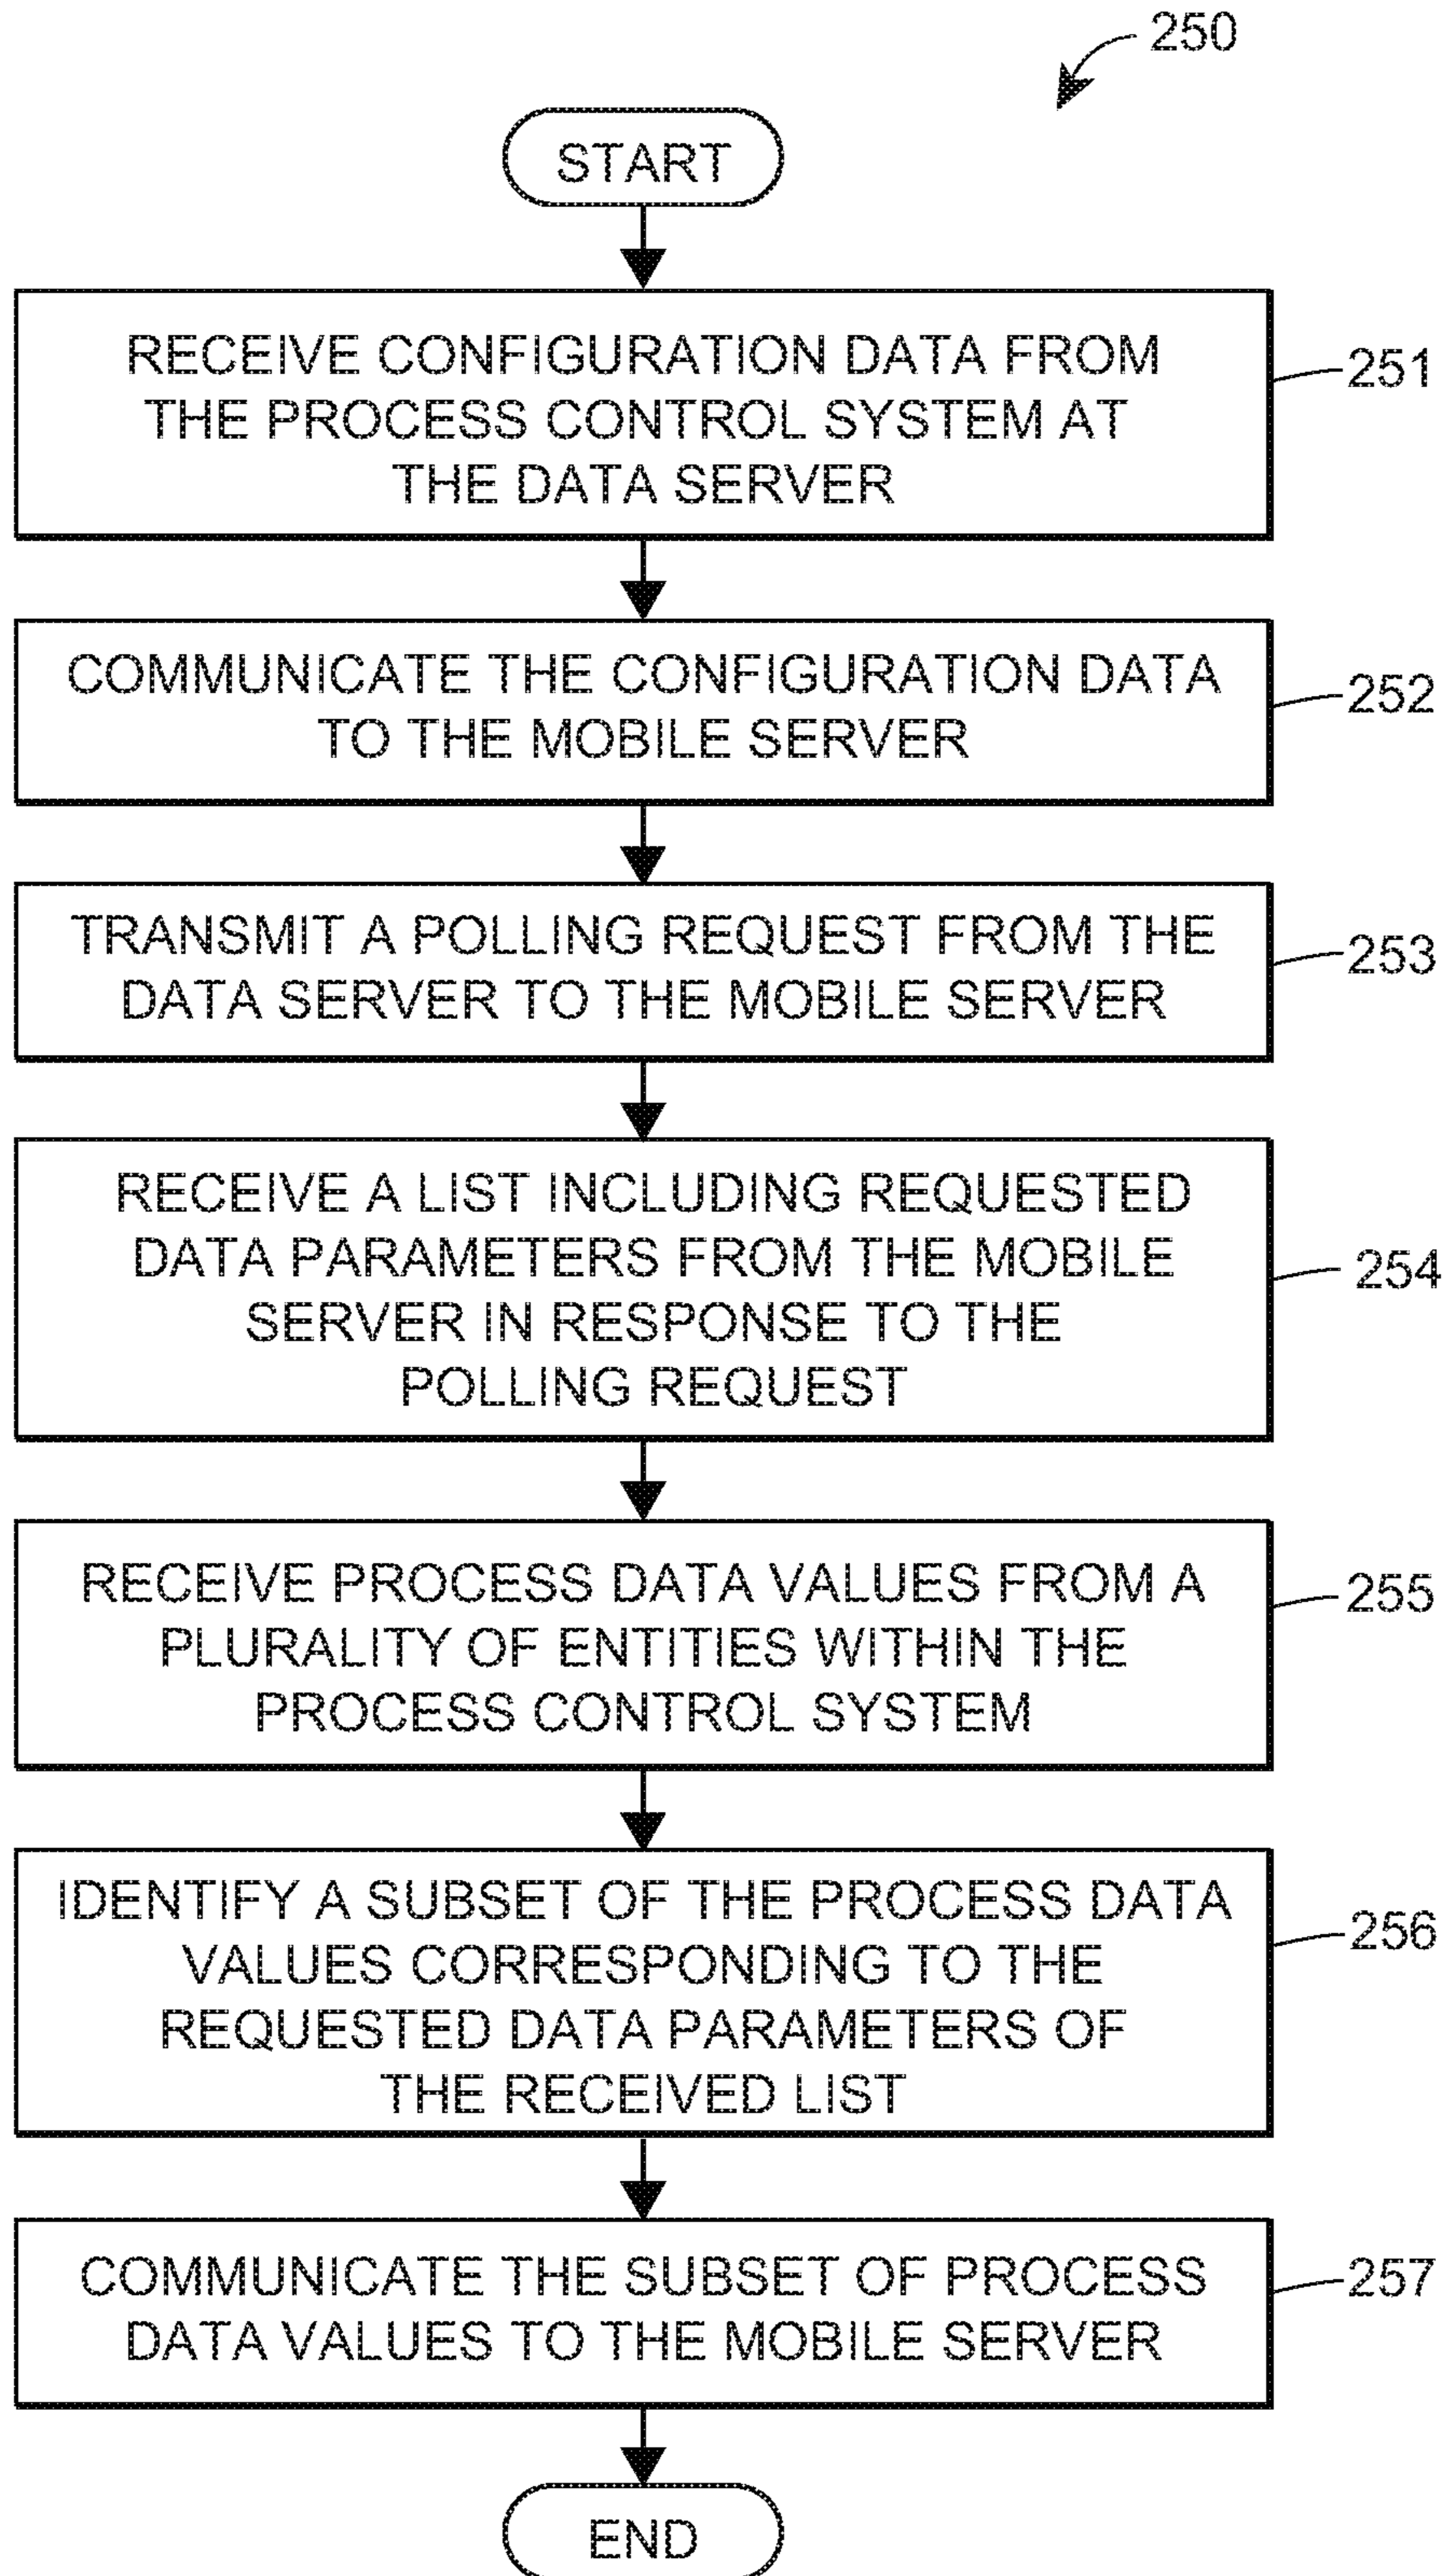 250
START
RECEIVE CONFIGURATION DATA FROM
THE PROCESS CONTROL SYSTEM AT
THE DATA SERVER
251
COMMUNICATE THE CONFIGURATION DATA
TO THE MOBILE SERVER
252
TRANSMIT A POLLING REQUEST FROM THE
DATA SERVER TO THE MOBILE SERVER
253
RECEIVE A LIST INCLUDING REQUESTED
DATA PARAMETERS FROM THE MOBILE
SERVER IN RESPONSE TO THE
POLLING REQUEST
254
RECEIVE PROCESS DATA VALUES FROM A
PLURALITY OF ENTITIES WITHIN THE
PROCESS CONTROL SYSTEM
255
IDENTIFY A SUBSET OF THE PROCESS DATA
VALUES CORRESPONDING TO THE
REQUESTED DATA PARAMETERS OF
THE RECEIVED LIST
256
COMMUNICATE THE SUBSET OF PROCESS
DATA VALUES TO THE MOBILE SERVER
257
END